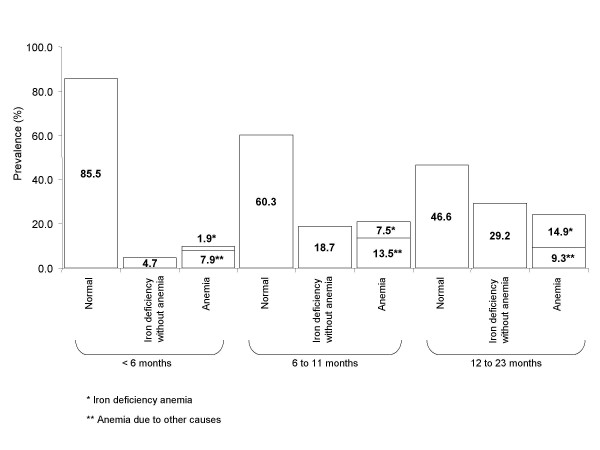 100.0
80.0
60.0
40.0
20.0
0.0
Prevalence (%)
85.5
4.7
1.9*
7.9**
60.3
18.7
7.5*
13.5**
46.6
29.2
14.9*
9.3**
Normal
Iron deficiency
without anemia
Anemia
Normal
Iron deficiency
without anemia
Anemia
Normal
Iron deficiency
without anemia
Anemia
< 6 months
6 to 11 months
12 to 23 months
* Iron deficiency anemia
** Anemia due to other causes